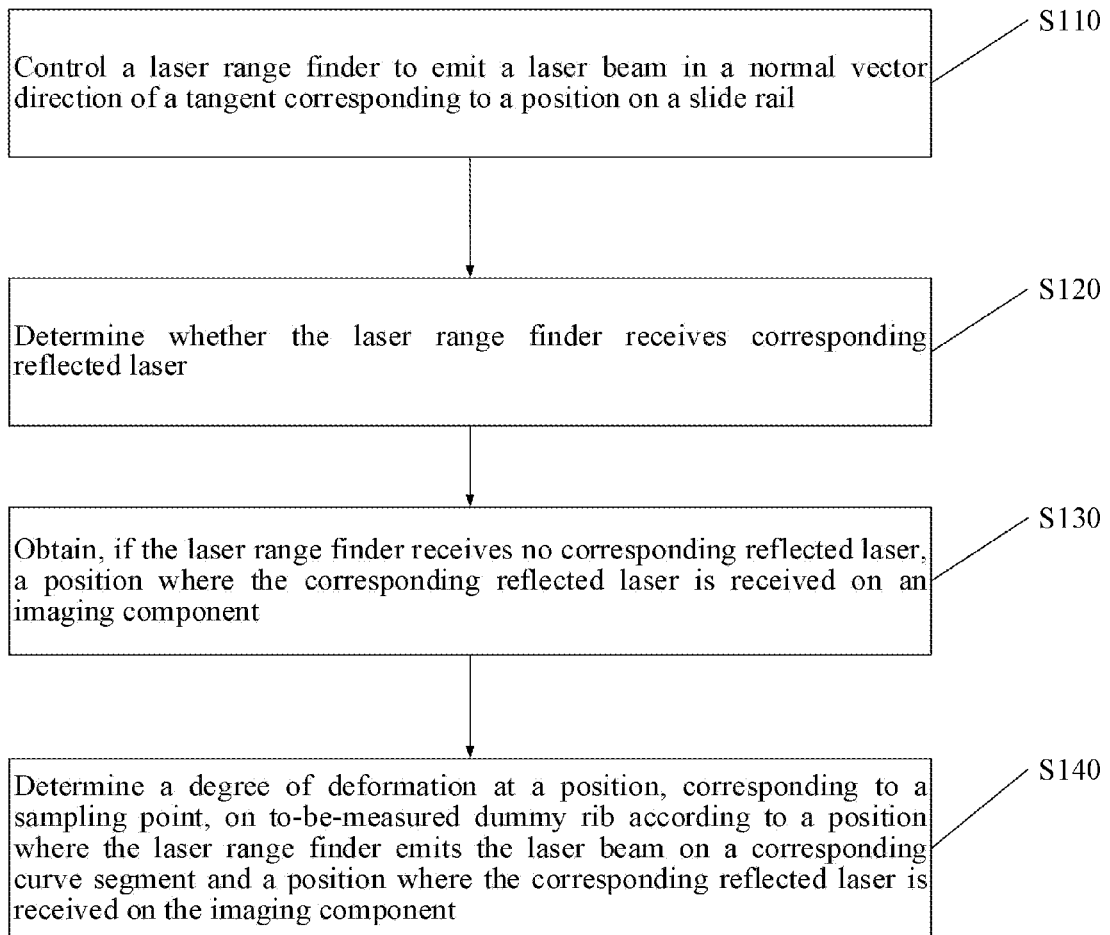 S110
Control a laser range finder to emit a laser beam in a normal vector
direction of a tangent corresponding to a position on a slide rail
S120
Determine whether the laser range finder receives corresponding
reflected laser
S130
Obtain, if the laser range finder receives no corresponding reflected laser,
a position where the corresponding reflected laser is received on an
imaging component
S140
Determine a degree of deformation at a position, corresponding to a
sampling point, on to-be-measured dummy rib according to a position
where the laser range finder emits the laser beam on a corresponding
curve segment and a position where the corresponding reflected laser is
received on the imaging component